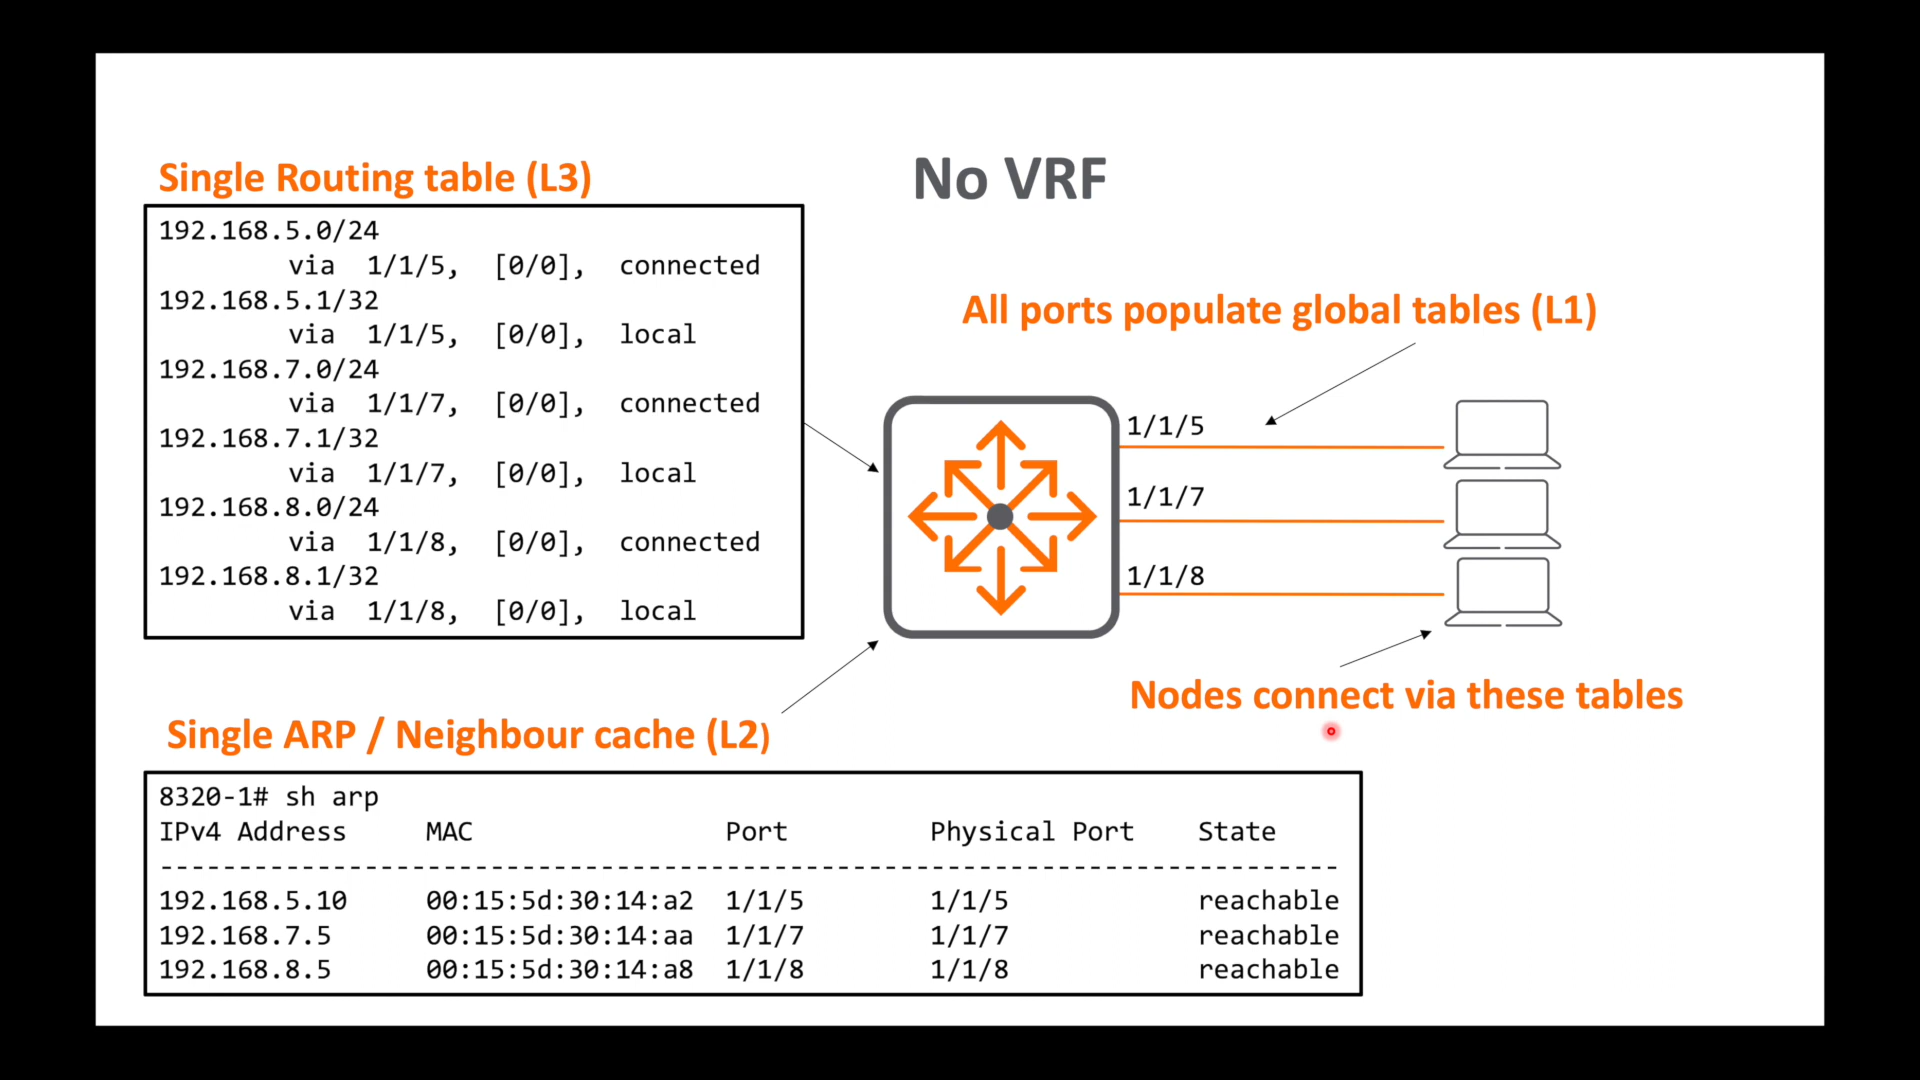 No VRF
Single Routing table (L3)
192.168.5.0/24
via 1/1/5, [0/0], connected
192.168.5.1/32
via 1/1/5, [0/0], local
192.168.7.0/24
via 1/1/7, [0/0], connected
192.168.7.1/32
via 1/1/7, [0/0], local
192.168.8.0/24
via 1/1/8, [0/0], connected
192.168.8.1/32
via 1/1/8, [0/0], local
All ports populate global tables (L1)
1/1/5
1/1/7
1/1/8
Nodes connect via these tables
Single ARP / Neighbour cache (L2)
8320-1# sh arp
IPv4 Address MAC Port Physical Port State
----------------------------------------------------------------------------
192.168.5.10 00:15:5d:30:14:a2 1/1/5 1/1/5 reachable
192.168.7.5 00:15:5d:30:14:aa 1/1/7 1/1/7 reachable
192.168.8.5 00:15:5d:30:14:a8 1/1/8 1/1/8 reachable